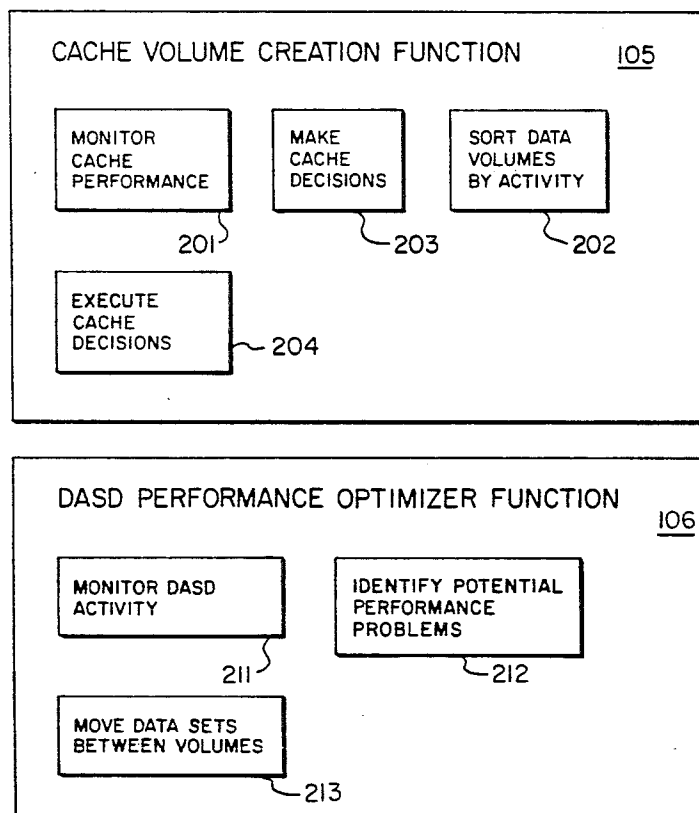 CACHE VOLUME CREATION FUNCTION 105
MONITOR
CACHE
PERFORMANCE
201
MAKE
CACHE
DECISIONS
203
SORT DATA
VOLUMES
BY ACTIVITY
202
EXECUTE
CACHE
DECISIONS
204
DASD PERFORMANCE OPTIMIZER FUNCTION
106
MONITOR DASD
ACTIVITY
211
IDENTIFY POTENTIAL
PERFORMANCE
PROBLEMS
212
MOVE DATA SETS
BETWEEN VOLUMES
213